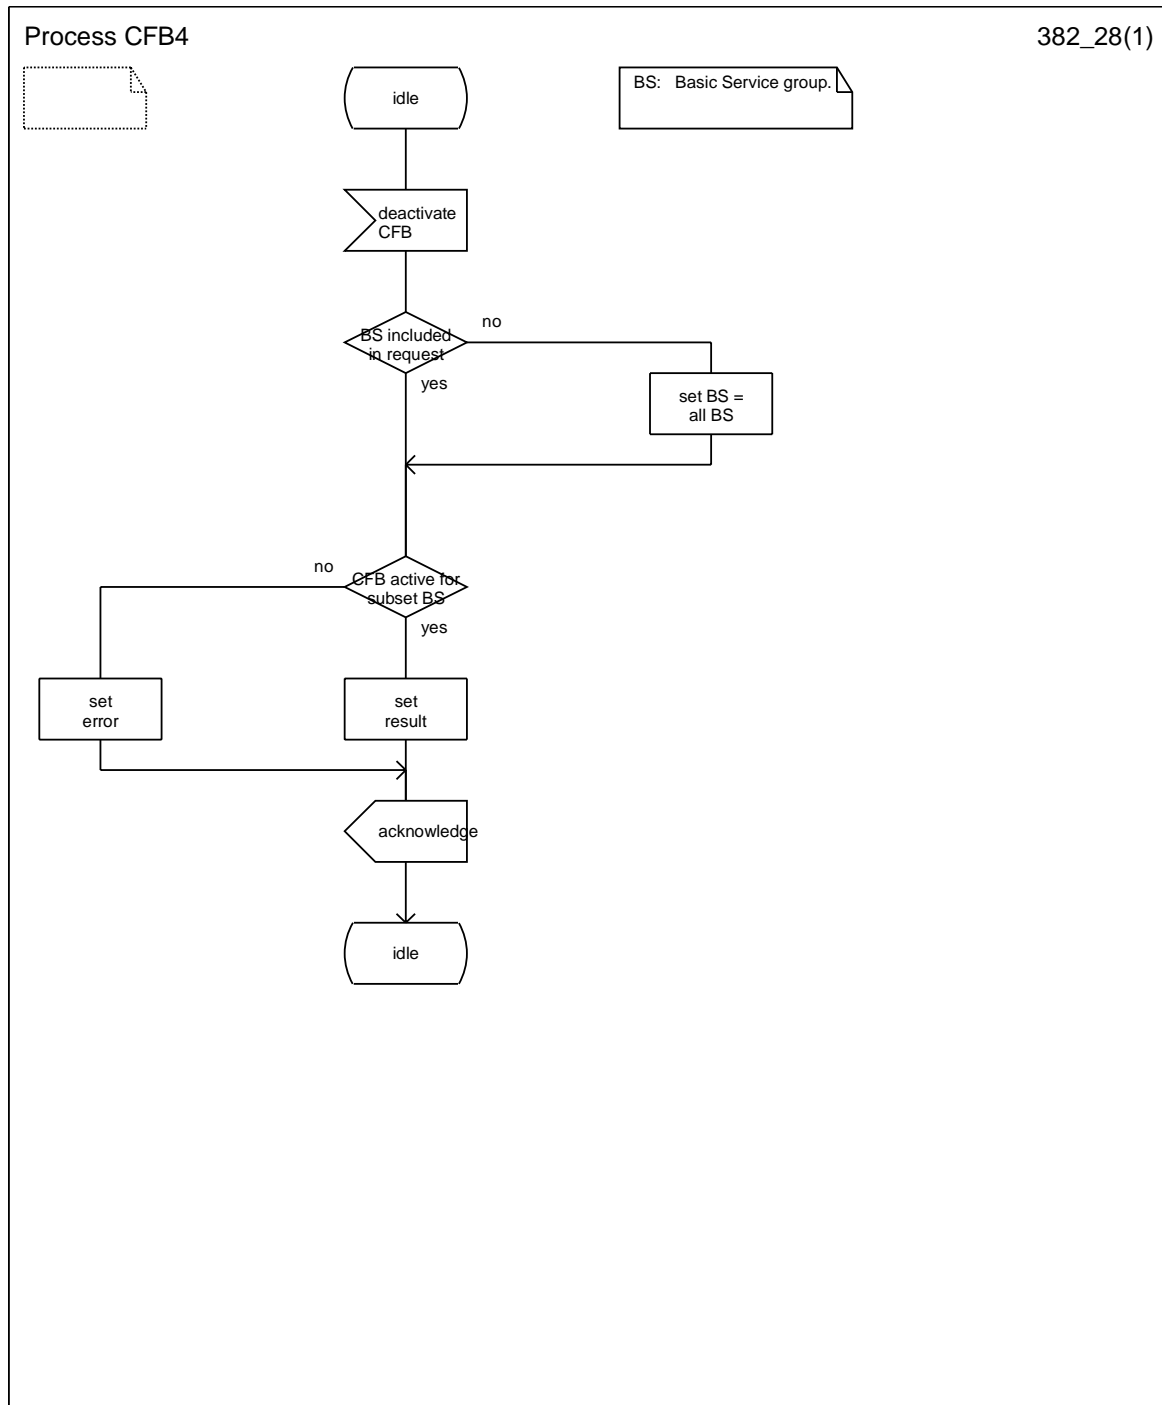 Process CFB4
382_28(1)
idle
BS: Basic Service group.
deactivate
CFB
BS included
in request
no
yes
set BS =
all BS
no
CFB active for
subset BS
yes
set
error
set
result
acknowledge
idle